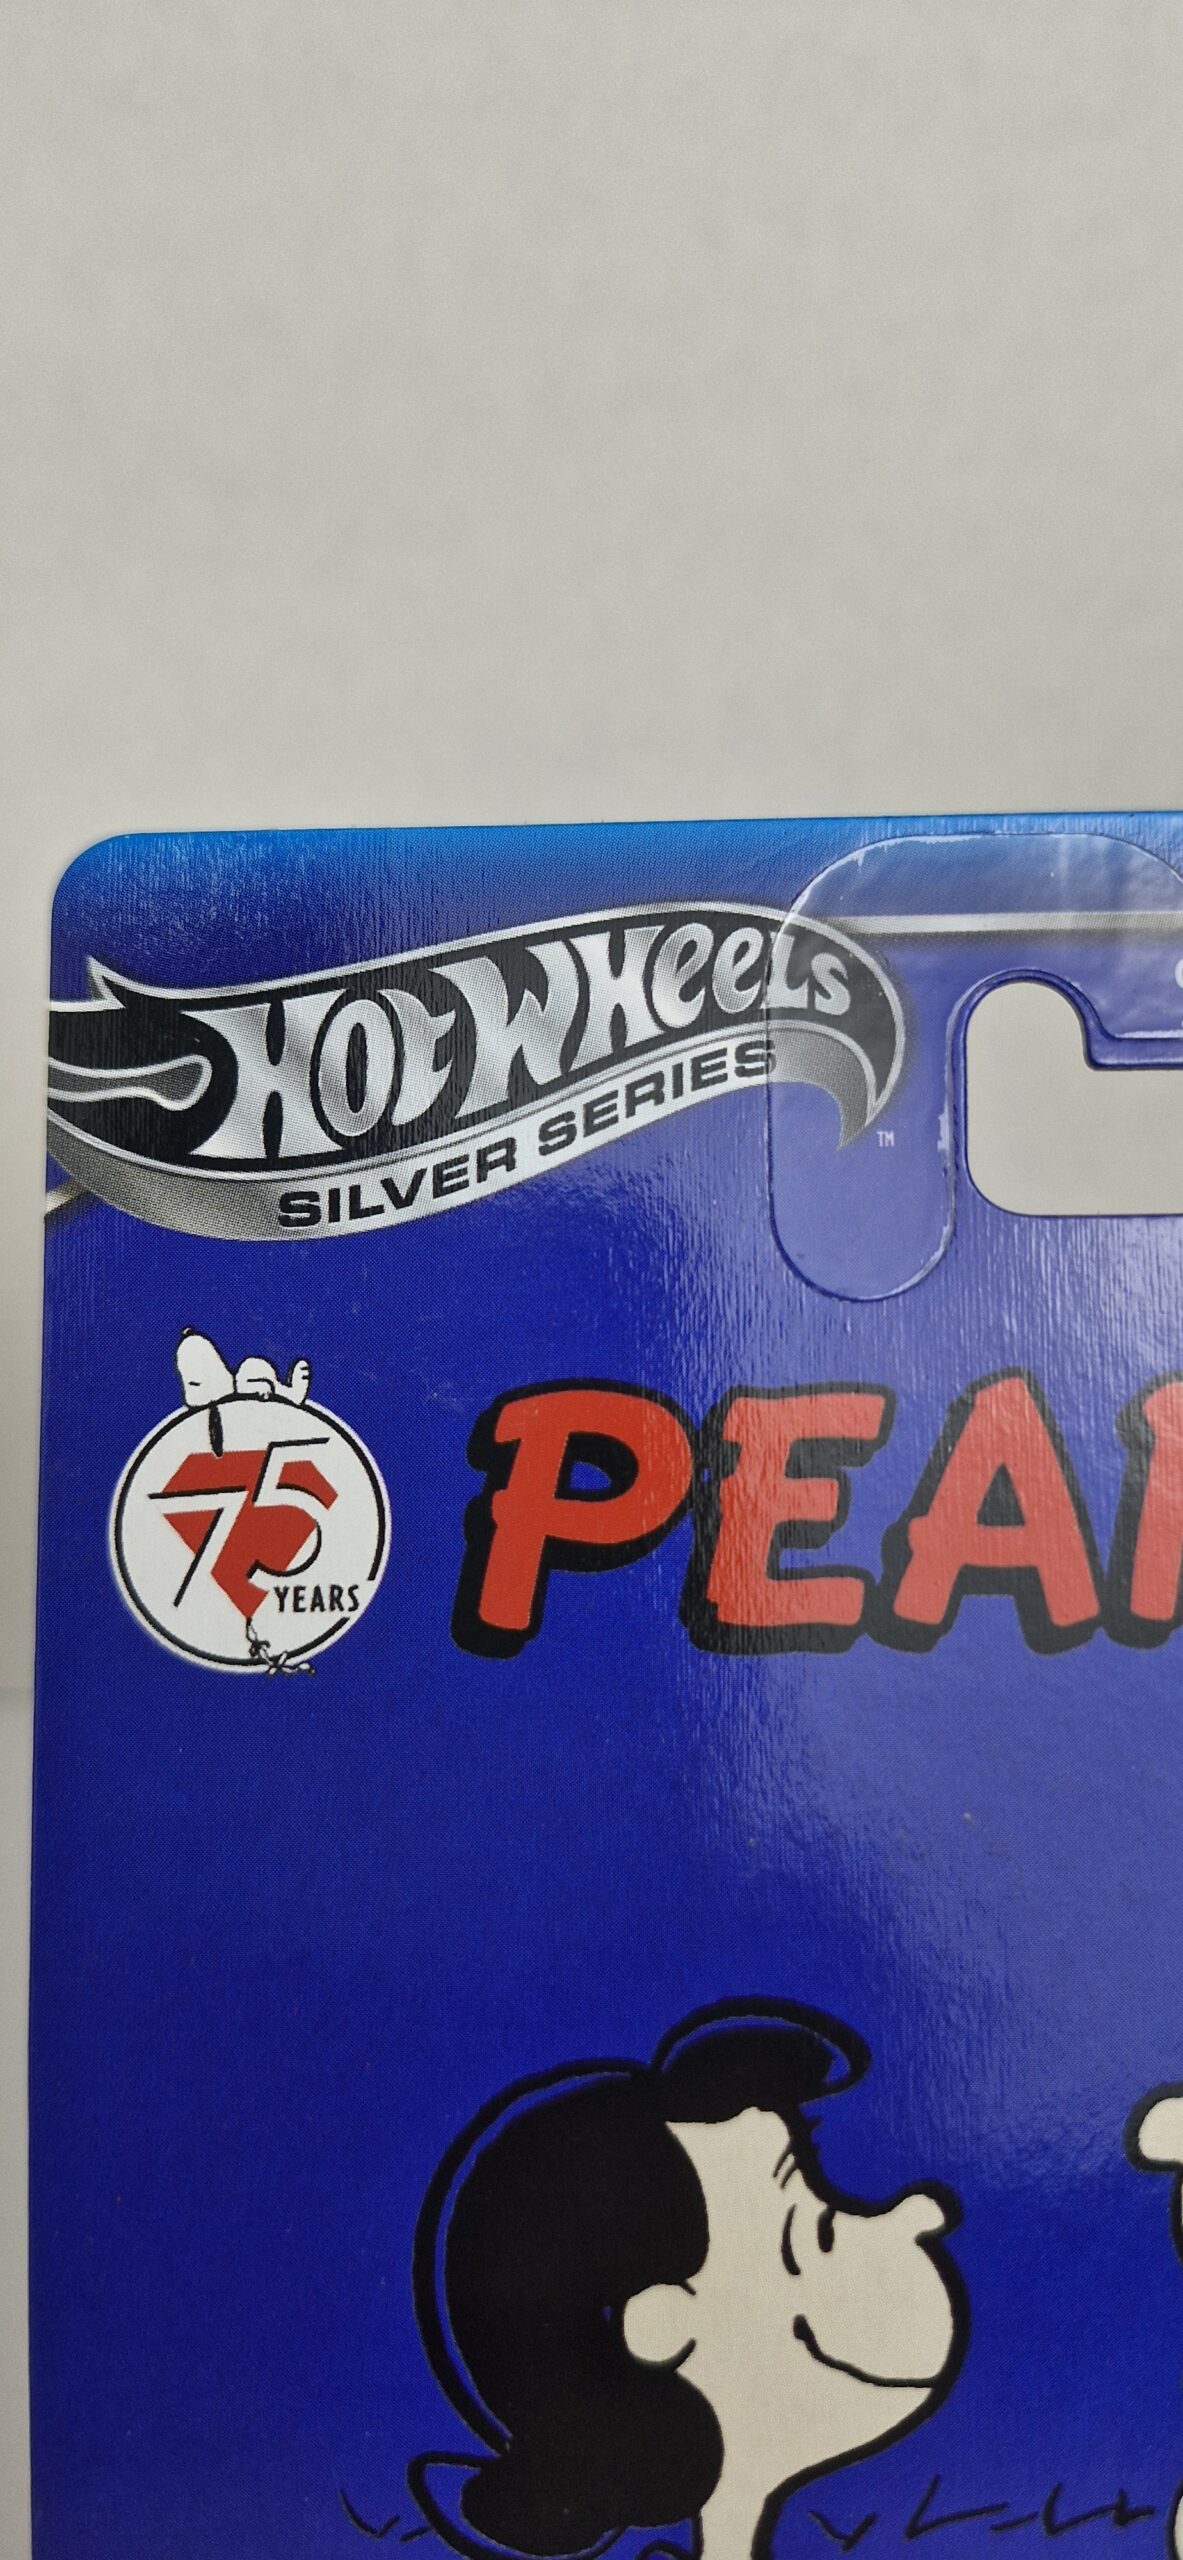 HOT WHEELS
SILVER SERIES
TM
75
YEARS
PEA